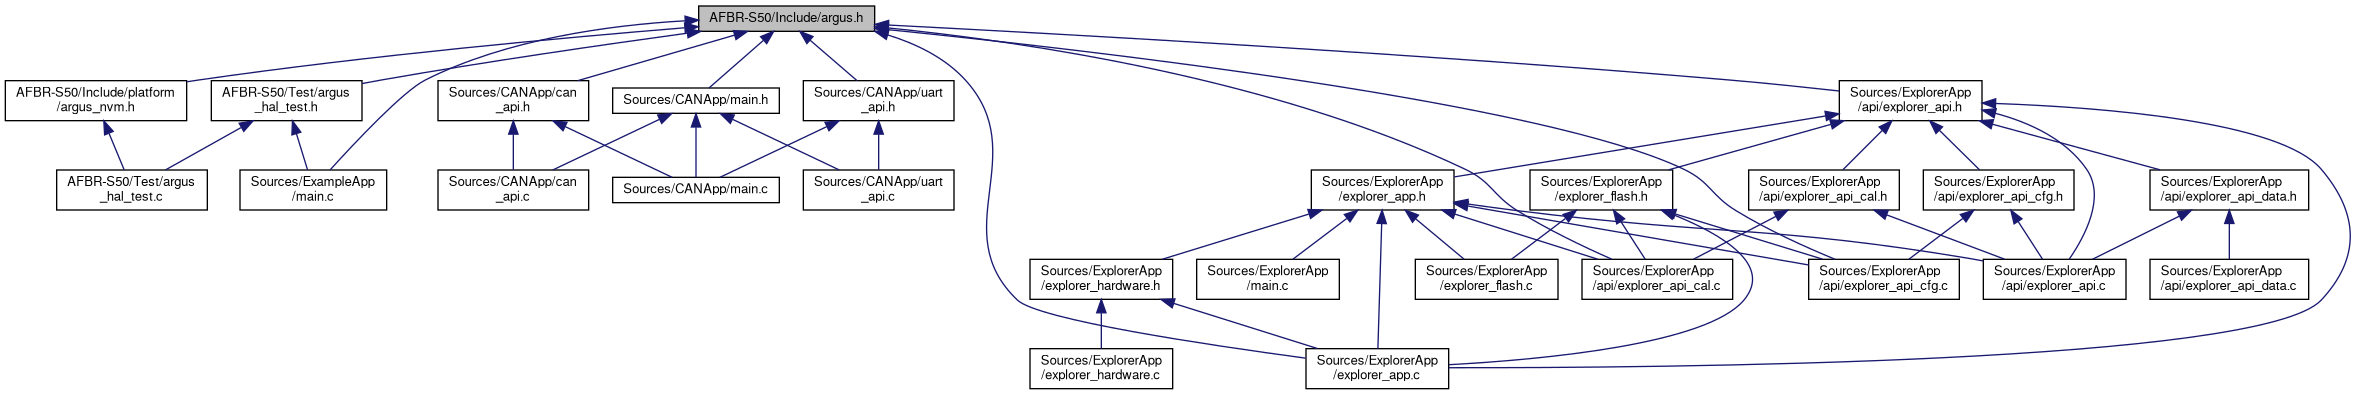 AFBR-S50/Include/argus.h
AFBR-S50/Include/platform
/argus_nvm.h
AFBR-S50/Test/argus
_hal_test.h
Sources/CANApp/can
_api.h
Sources/CANApp/main.h
Sources/CANApp/uart
_api.h
Sources/ExplorerApp
/api/explorer_api.h
AFBR-S50/Test/argus
_hal_test.c
Sources/ExampleApp
/main.c
Sources/CANApp/can
_api.c
Sources/CANApp/main.c
Sources/CANApp/uart
_api.c
Sources/ExplorerApp
/explorer_app.h
Sources/ExplorerApp
/explorer_flash.h
Sources/ExplorerApp
/api/explorer_api_cal.h
Sources/ExplorerApp
/api/explorer_api_cfg.h
Sources/ExplorerApp
/api/explorer_api_data.h
Sources/ExplorerApp
/explorer_hardware.h
Sources/ExplorerApp
/main.c
Sources/ExplorerApp
/explorer_flash.c
Sources/ExplorerApp
/api/explorer_api_cal.c
Sources/ExplorerApp
/api/explorer_api_cfg.c
Sources/ExplorerApp
/api/explorer_api.c
Sources/ExplorerApp
/api/explorer_api_data.c
Sources/ExplorerApp
/explorer_hardware.c
Sources/ExplorerApp
/explorer_app.c